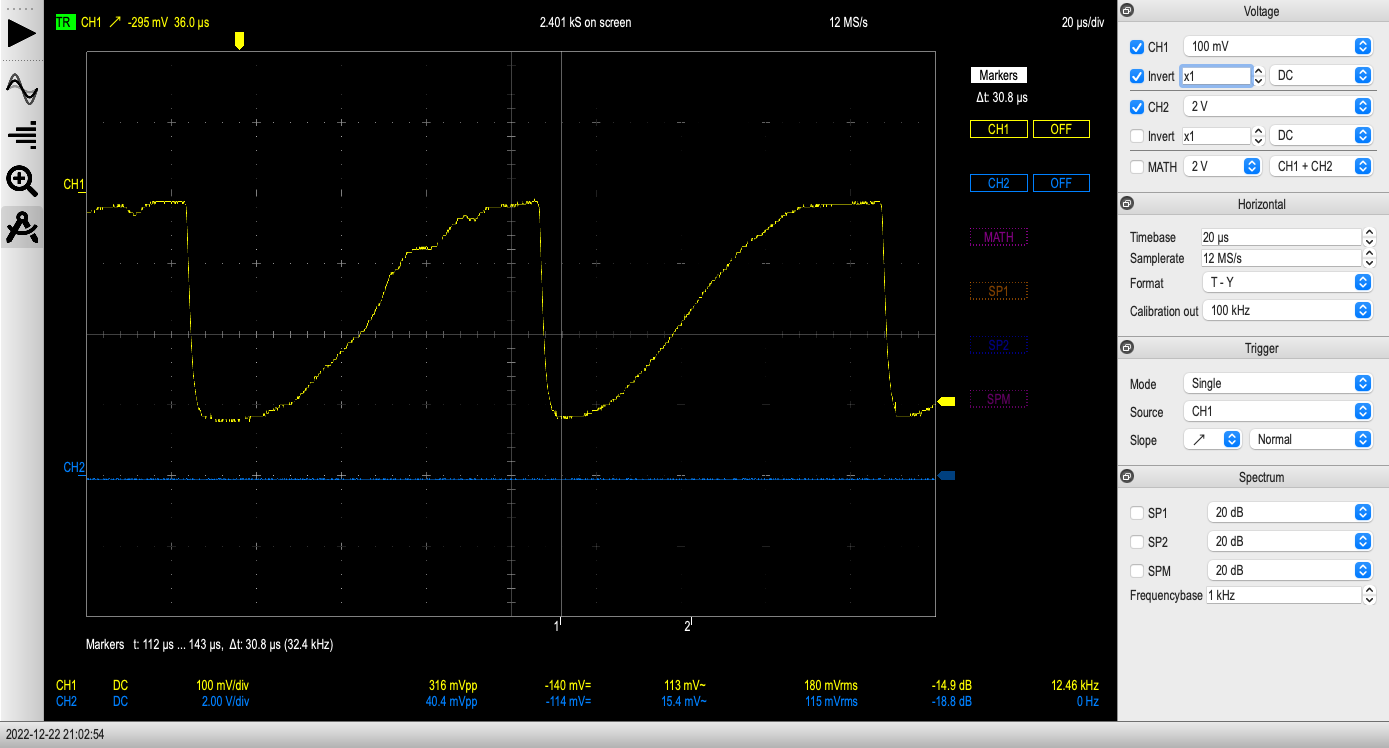 TR CH1 -295 mV 36.0 µs 2.401 kS on screen 12 MS/s 20 µs/div
Markers
Δt: 30.8 µs
CH1 OFF
CH2 OFF
MATH
SP1
SP2
SPM
CH1
CH2
1 2
Markers t: 112 µs ... 143 µs, Δt: 30.8 µs (32.4 kHz)
CH1 DC 100 mV/div 316 mVpp -140 mV= 113 mV~ 180 mVrms -14.9 dB 12.46 kHz
CH2 DC 2.00 V/div 40.4 mVpp -114 mV= 15.4 mV~ 115 mVrms -18.8 dB 0 Hz
2022-12-22 21:02:54
Voltage
CH1 100 mV
Invert x1 DC
CH2 2 V
Invert x1 DC
MATH 2 V CH1 + CH2
Horizontal
Timebase 20 µs
Samplerate 12 MS/s
Format T - Y
Calibration out 100 kHz
Trigger
Mode Single
Source CH1
Slope Normal
Spectrum
SP1 20 dB
SP2 20 dB
SPM 20 dB
Frequencybase 1 kHz